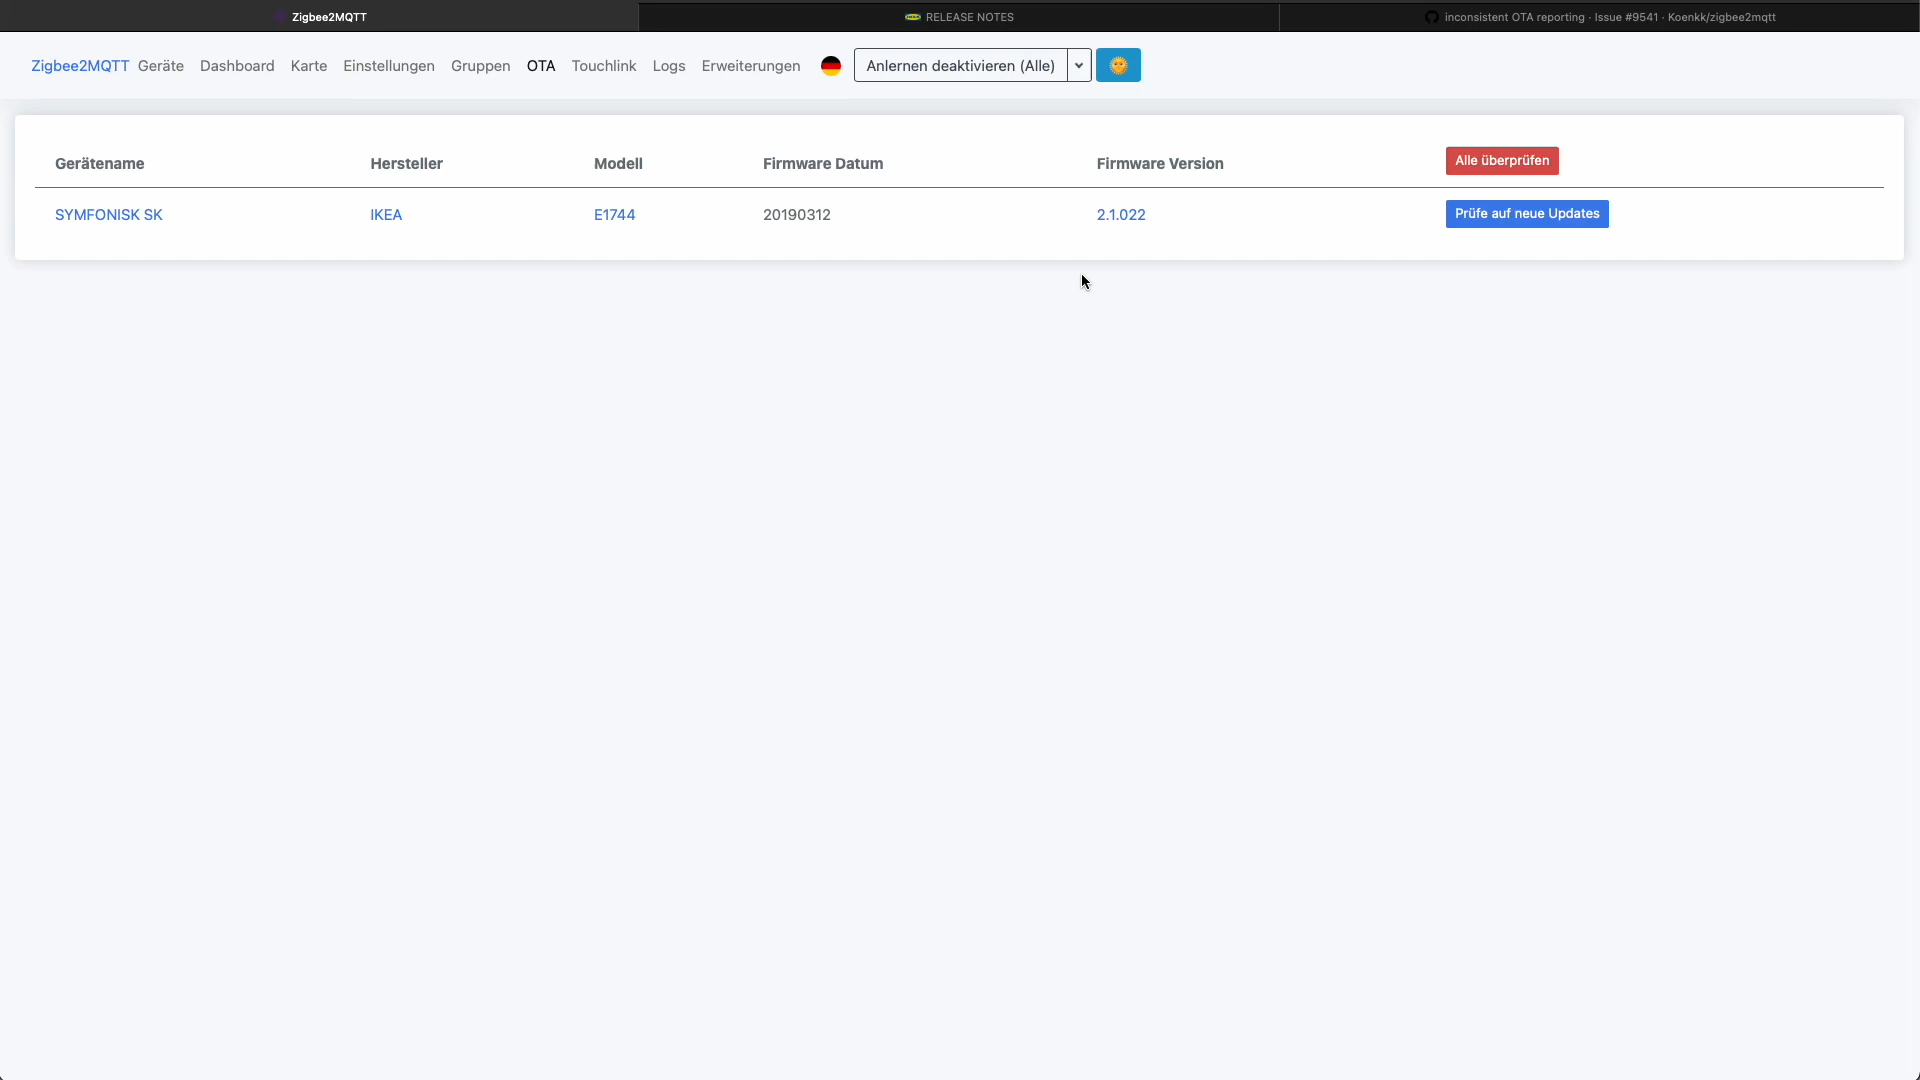 Zigbee2MQTT RELEASE NOTES inconsistent OTA reporting · Issue #9541 · Koenkk/zigbee2mqtt
Zigbee2MQTT Geräte Dashboard Karte Einstellungen Gruppen OTA Touchlink Logs Erweiterungen Anlernen deaktivieren (Alle)
Gerätename Hersteller Modell Firmware Datum Firmware Version Alle überprüfen
SYMFONISK SK IKEA E1744 20190312 2.1.022 Prüfe auf neue Updates